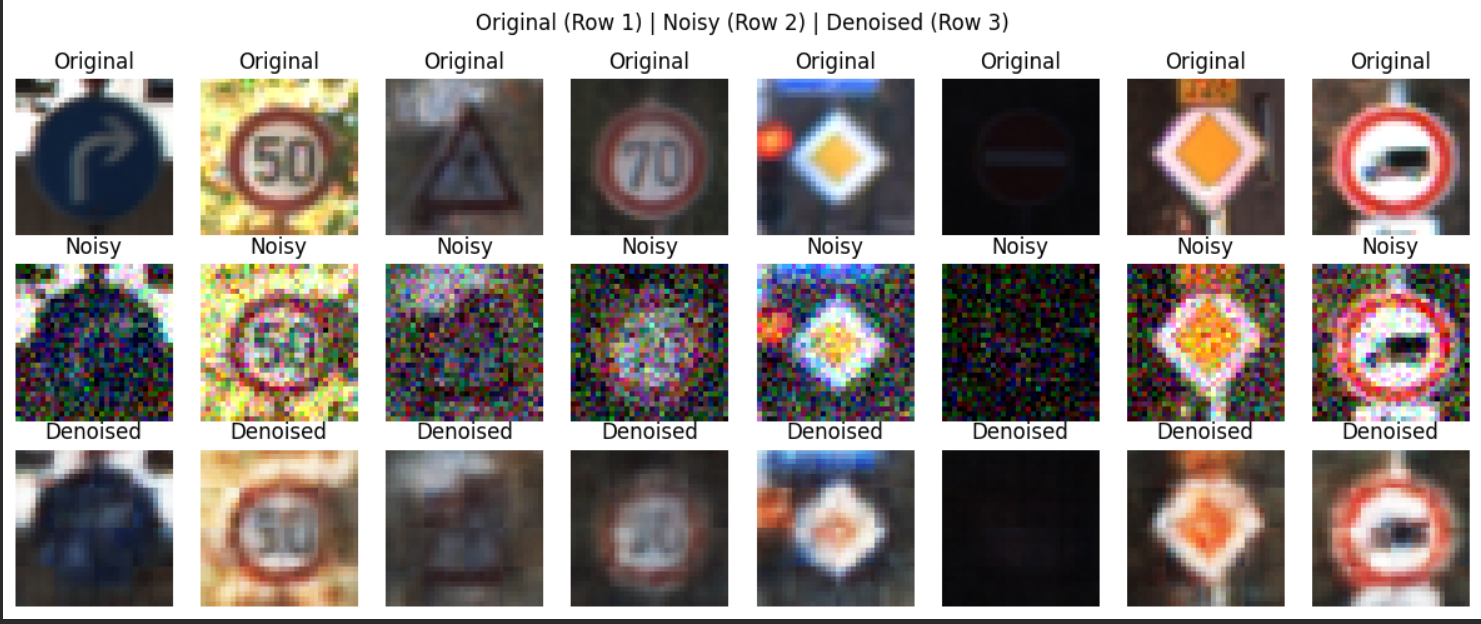 Original (Row 1) | Noisy (Row 2) | Denoised (Row 3)
Original Original Original Original Original Original Original Original
50 70
Noisy Noisy Noisy Noisy Noisy Noisy Noisy Noisy
50
Denoised Denoised Denoised Denoised Denoised Denoised Denoised Denoised